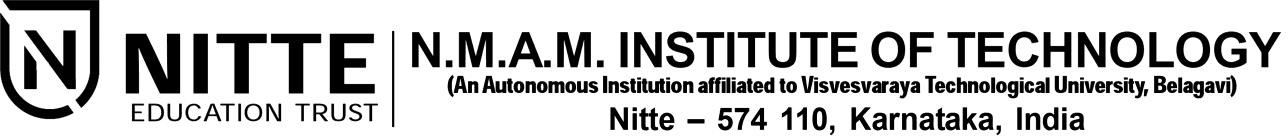 N
NITTE
EDUCATION TRUST
N.M.A.M. INSTITUTE OF TECHNOLOGY
(An Autonomous Institution affiliated to Visvesvaraya Technological University, Belagavi)
Nitte – 574 110, Karnataka, India